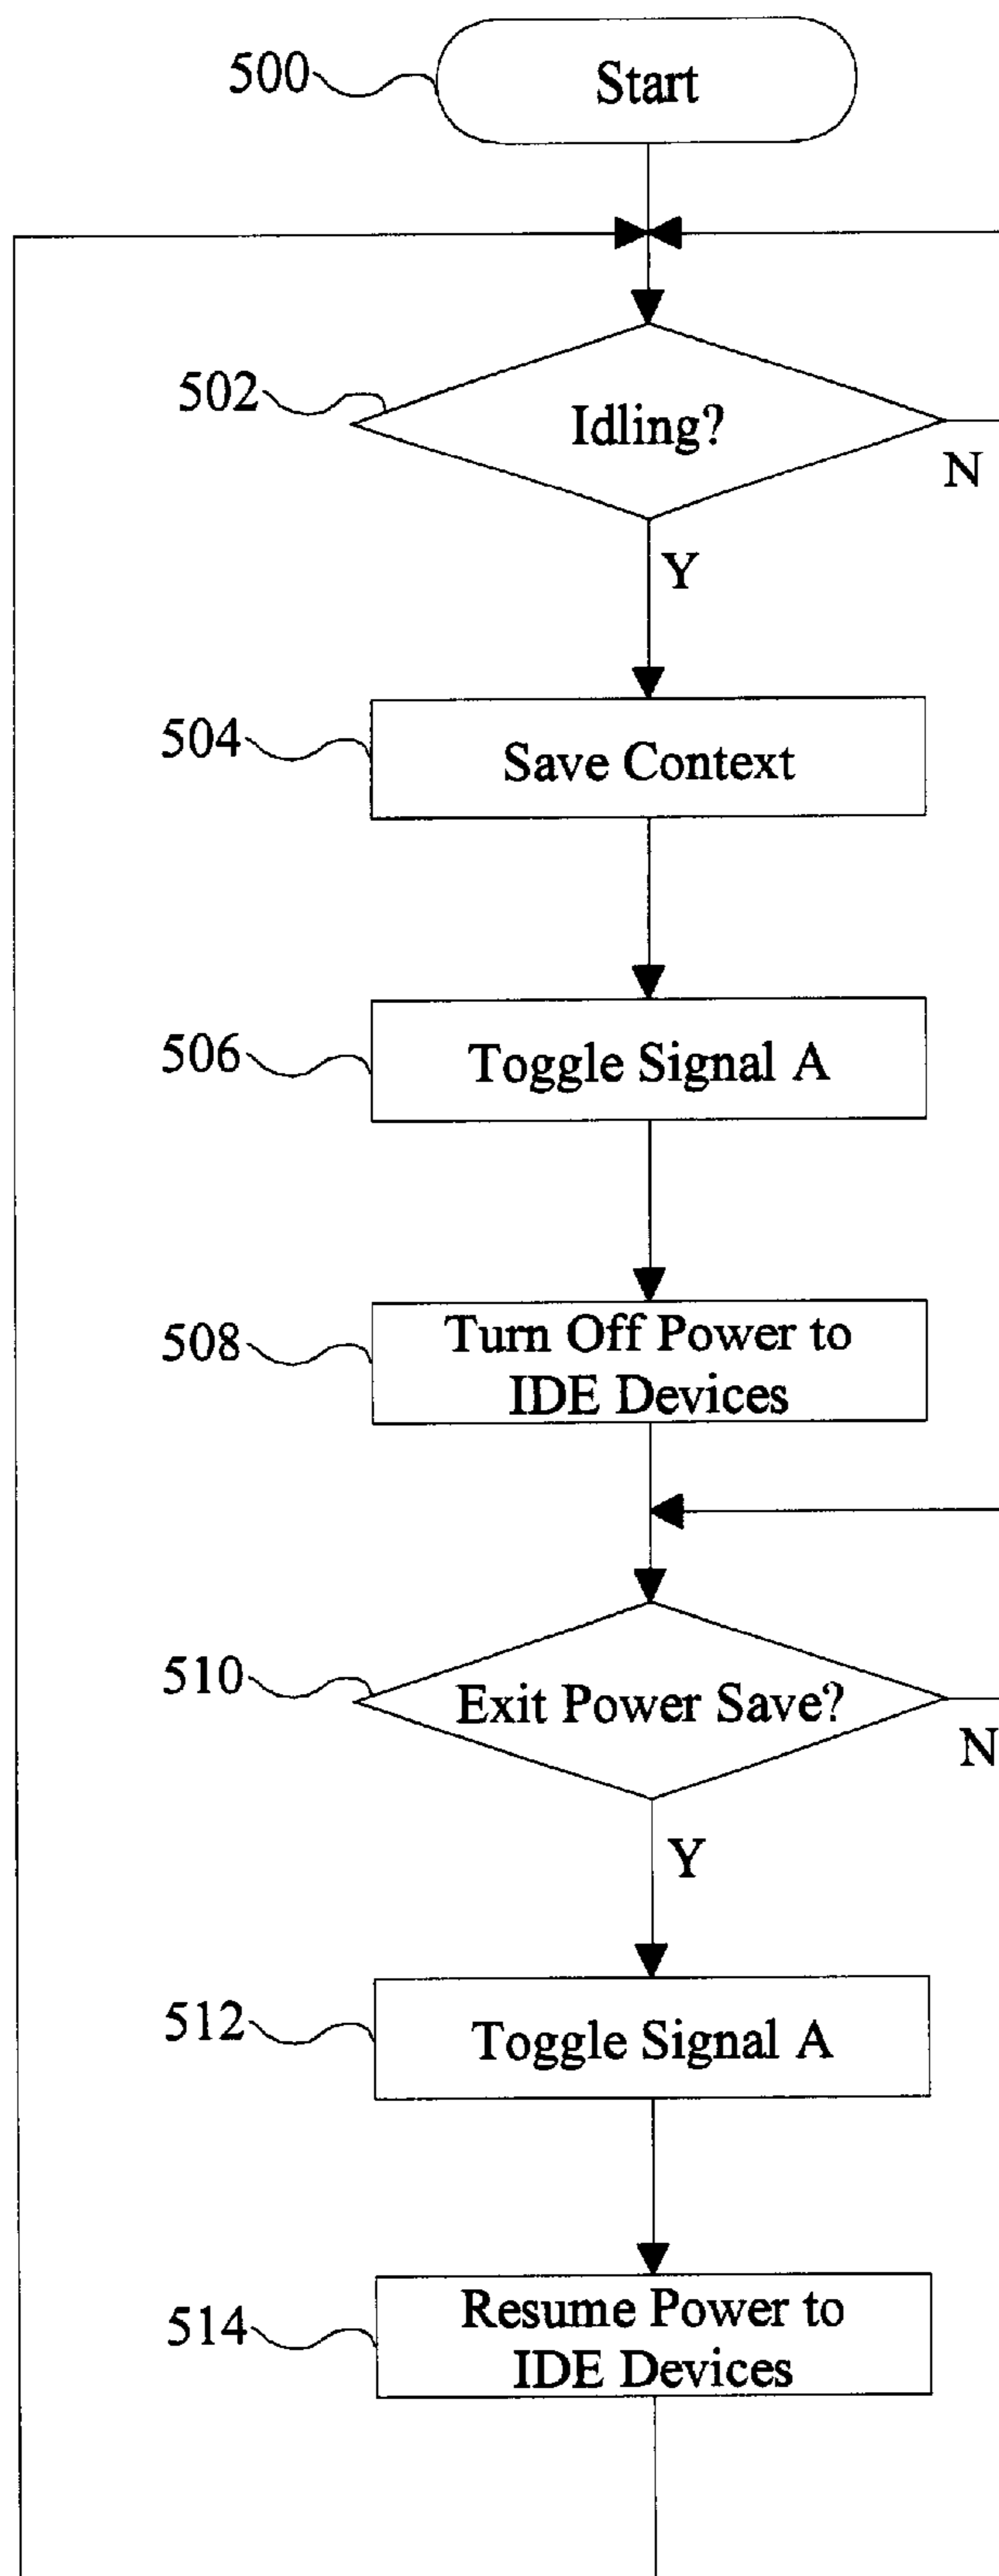 500
Start
502
Idling?
N
Y
504
Save Context
506
Toggle Signal A
508
Turn Off Power to
IDE Devices
510
Exit Power Save?
N
Y
512
Toggle Signal A
514
Resume Power to
IDE Devices